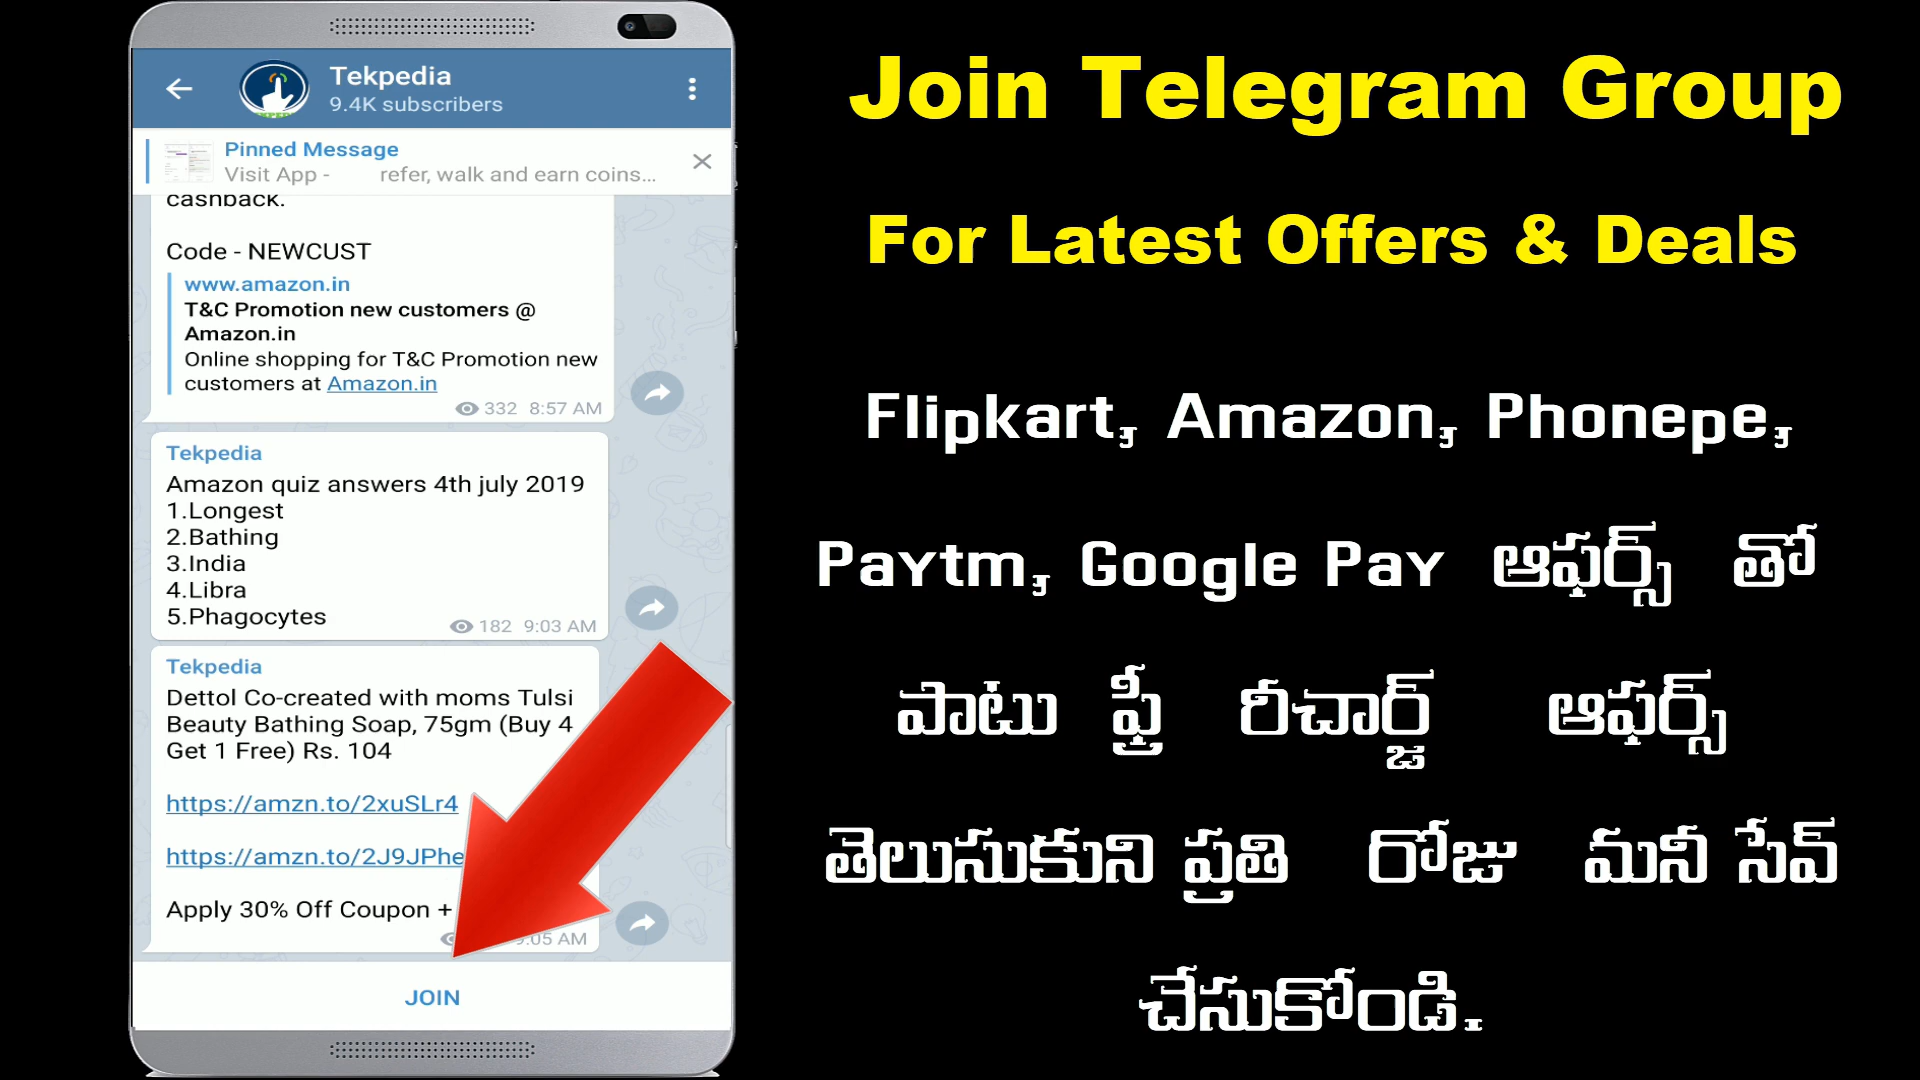 Tekpedia
9.4K subscribers
Pinned Message
Visit App - refer, walk and earn coins...
cashback.
Code - NEWCUST
www.amazon.in
T&C Promotion new customers @
Amazon.in
Online shopping for T&C Promotion new
customers at Amazon.in
332 8:57 AM
Tekpedia
Amazon quiz answers 4th july 2019
1.Longest
2.Bathing
3.India
4.Libra
5.Phagocytes
182 9:03 AM
Tekpedia
Dettol Co-created with moms Tulsi
Beauty Bathing Soap, 75gm (Buy 4
Get 1 Free) Rs. 104
https://amzn.to/2xuSLr4
https://amzn.to/2J9JPhe
Apply 30% Off Coupon +
9:05 AM
JOIN
Join Telegram Group
For Latest Offers & Deals
Flipkart, Amazon, Phonepe,
Paytm, Google Pay ఆఫర్స్ తో
పాటు ఫ్రీ రీచార్జ్ ఆఫర్స్
తెలుసుకుని ప్రతి రోజు మనీ సేవ్
చేసుకోండి.